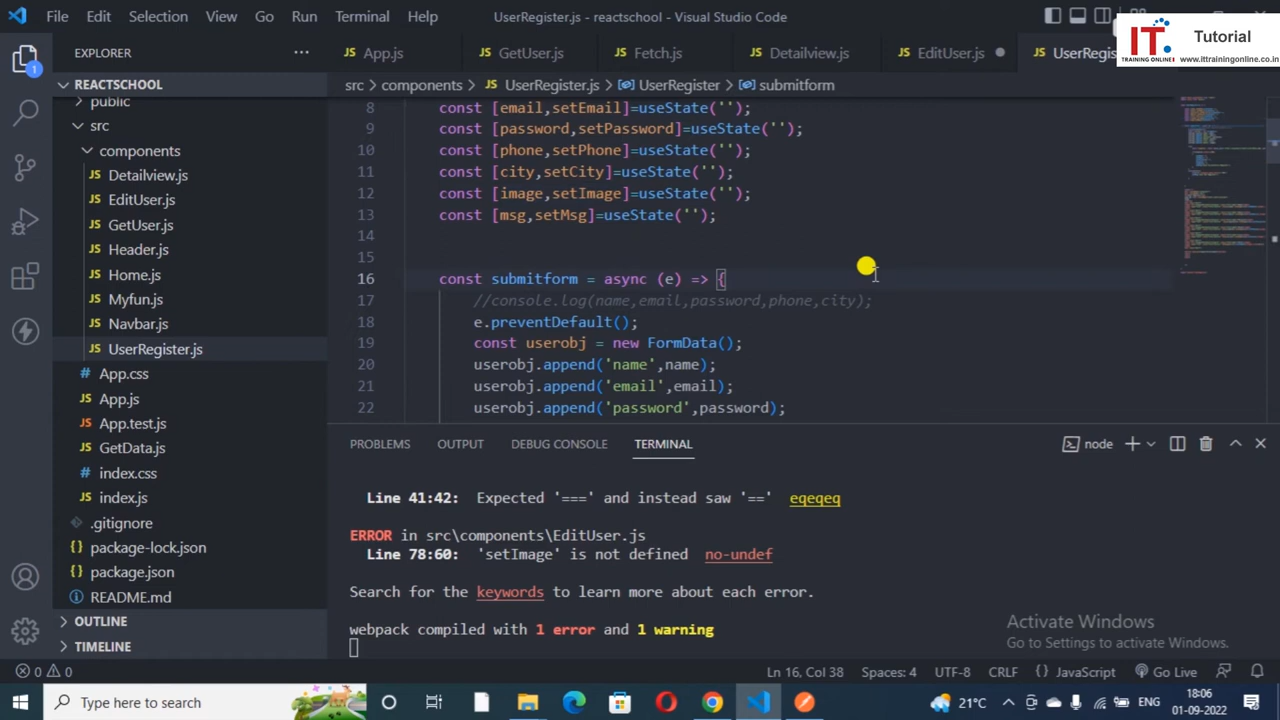 File Edit Selection View Go Run Terminal Help
UserRegister.js - reactschool - Visual Studio Code
IT.
TRAINING ONLINE
Tutorial
www.ittrainingonline.co.in
EXPLORER
App.js
GetUser.js
Fetch.js
Detailview.js
EditUser.js
UserRegis
REACTSCHOOL
src > components > UserRegister.js > UserRegister > submitform
public
src
components
Detailview.js
EditUser.js
GetUser.js
Header.js
Home.js
Myfun.js
Navbar.js
UserRegister.js
App.css
App.js
App.test.js
GetData.js
index.css
index.js
.gitignore
package-lock.json
package.json
README.md
OUTLINE
TIMELINE
8 const [email,setEmail]=useState('');
9 const [password,setPassword]=useState('');
10 const [phone,setPhone]=useState('');
11 const [city,setCity]=useState('');
12 const [image,setImage]=useState('');
13 const [msg,setMsg]=useState('');
14
15
16 const submitform = async (e) => {
17 //console.log(name,email,password,phone,city);
18 e.preventDefault();
19 const userobj = new FormData();
20 userobj.append('name',name);
21 userobj.append('email',email);
22 userobj.append('password',password);
PROBLEMS OUTPUT DEBUG CONSOLE TERMINAL
node
Line 41:42: Expected '===' and instead saw '==' eqeqeq
ERROR in src\components\EditUser.js
Line 78:60: 'setImage' is not defined no-undef
Search for the keywords to learn more about each error.
webpack compiled with 1 error and 1 warning
Activate Windows
Go to Settings to activate Windows.
0 0
Ln 16, Col 38
Spaces: 4
UTF-8
CRLF
JavaScript
Go Live
Type here to search
21°C
ENG
18:06
01-09-2022